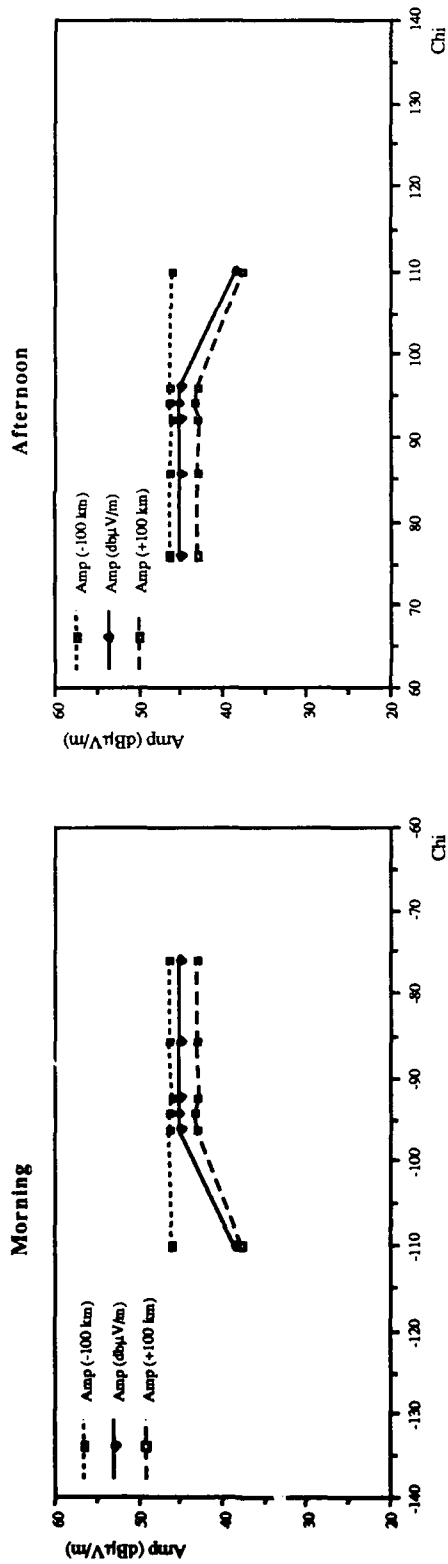 Morning
Amp (dBµV/m)
60
50
40
30
20
Amp (-100 km)
Amp (dbµV/m)
Amp (+100 km)
-140 -130 -120 -110 -100 -90 -80 -70 -60
Chi
Afternoon
Amp (dBµV/m)
60
50
40
30
20
Amp (-100 km)
Amp (dbµV/m)
Amp (+100 km)
60 70 80 90 100 110 120 130 140
Chi